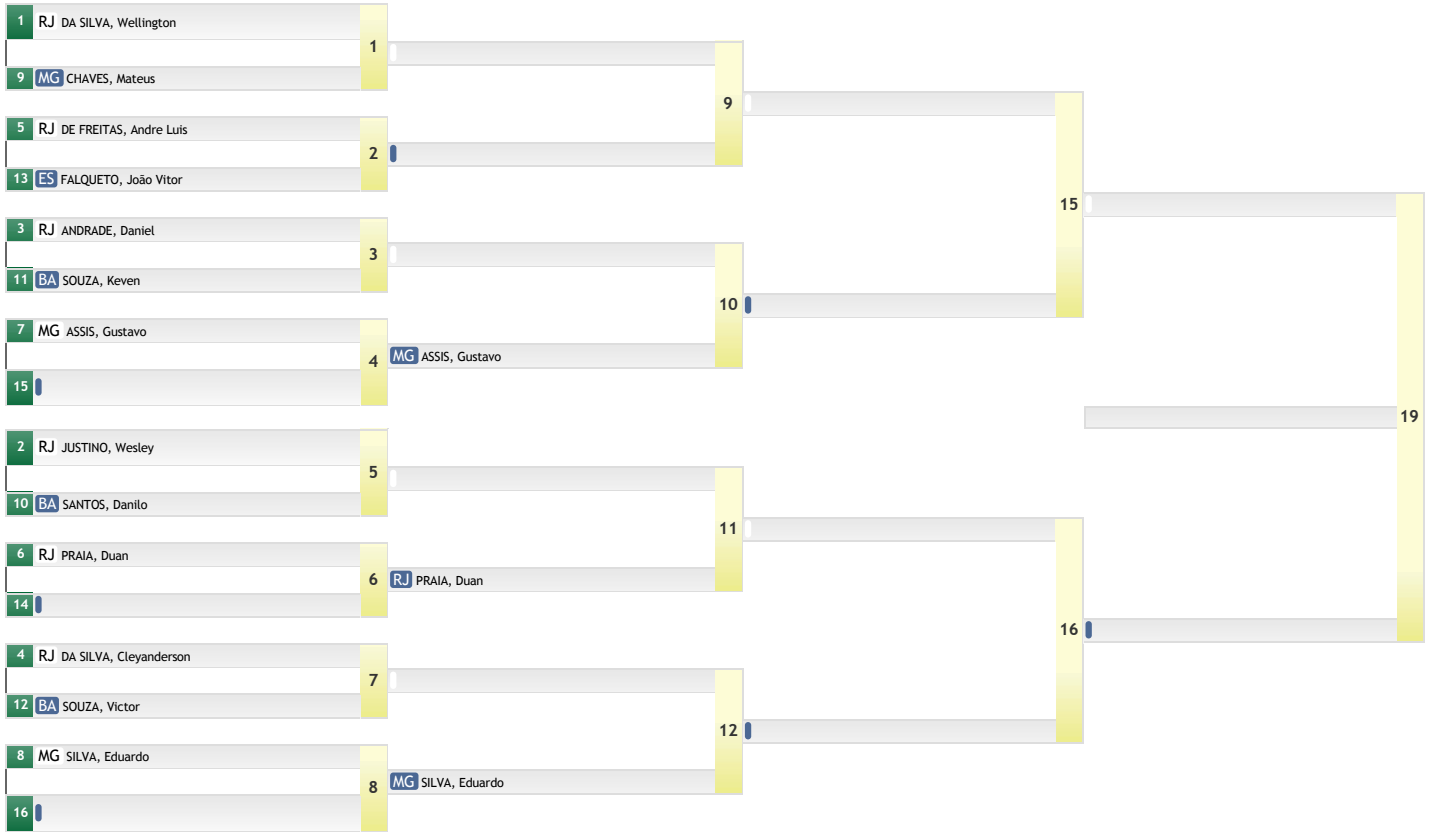 1 RJ DA SILVA, Wellington
1
9 MG CHAVES, Mateus
9
5 RJ DE FREITAS, Andre Luis
2
13 ES FALQUETO, João Vitor
15
3 RJ ANDRADE, Daniel
3
11 BA SOUZA, Keven
10
7 MG ASSIS, Gustavo
4 MG ASSIS, Gustavo
15
19
2 RJ JUSTINO, Wesley
5
10 BA SANTOS, Danilo
11
6 RJ PRAIA, Duan
6 RJ PRAIA, Duan
14
16
4 RJ DA SILVA, Cleyanderson
7
12 BA SOUZA, Victor
12
8 MG SILVA, Eduardo
8 MG SILVA, Eduardo
16